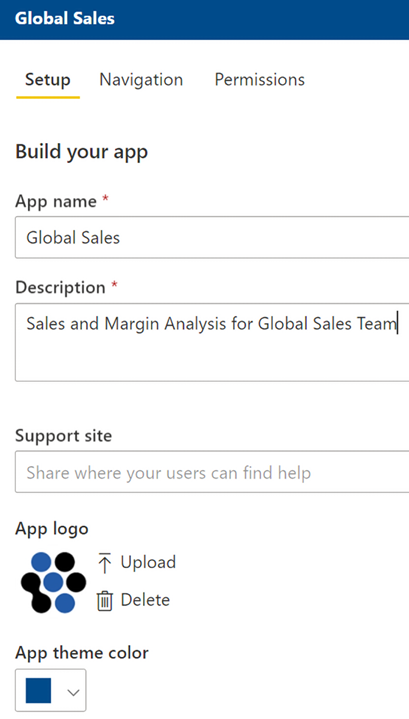 Global Sales
Setup Navigation Permissions
Build your app
App name *
Global Sales
Description *
Sales and Margin Analysis for Global Sales Team
Support site
Share where your users can find help
App logo
Upload
Delete
App theme color